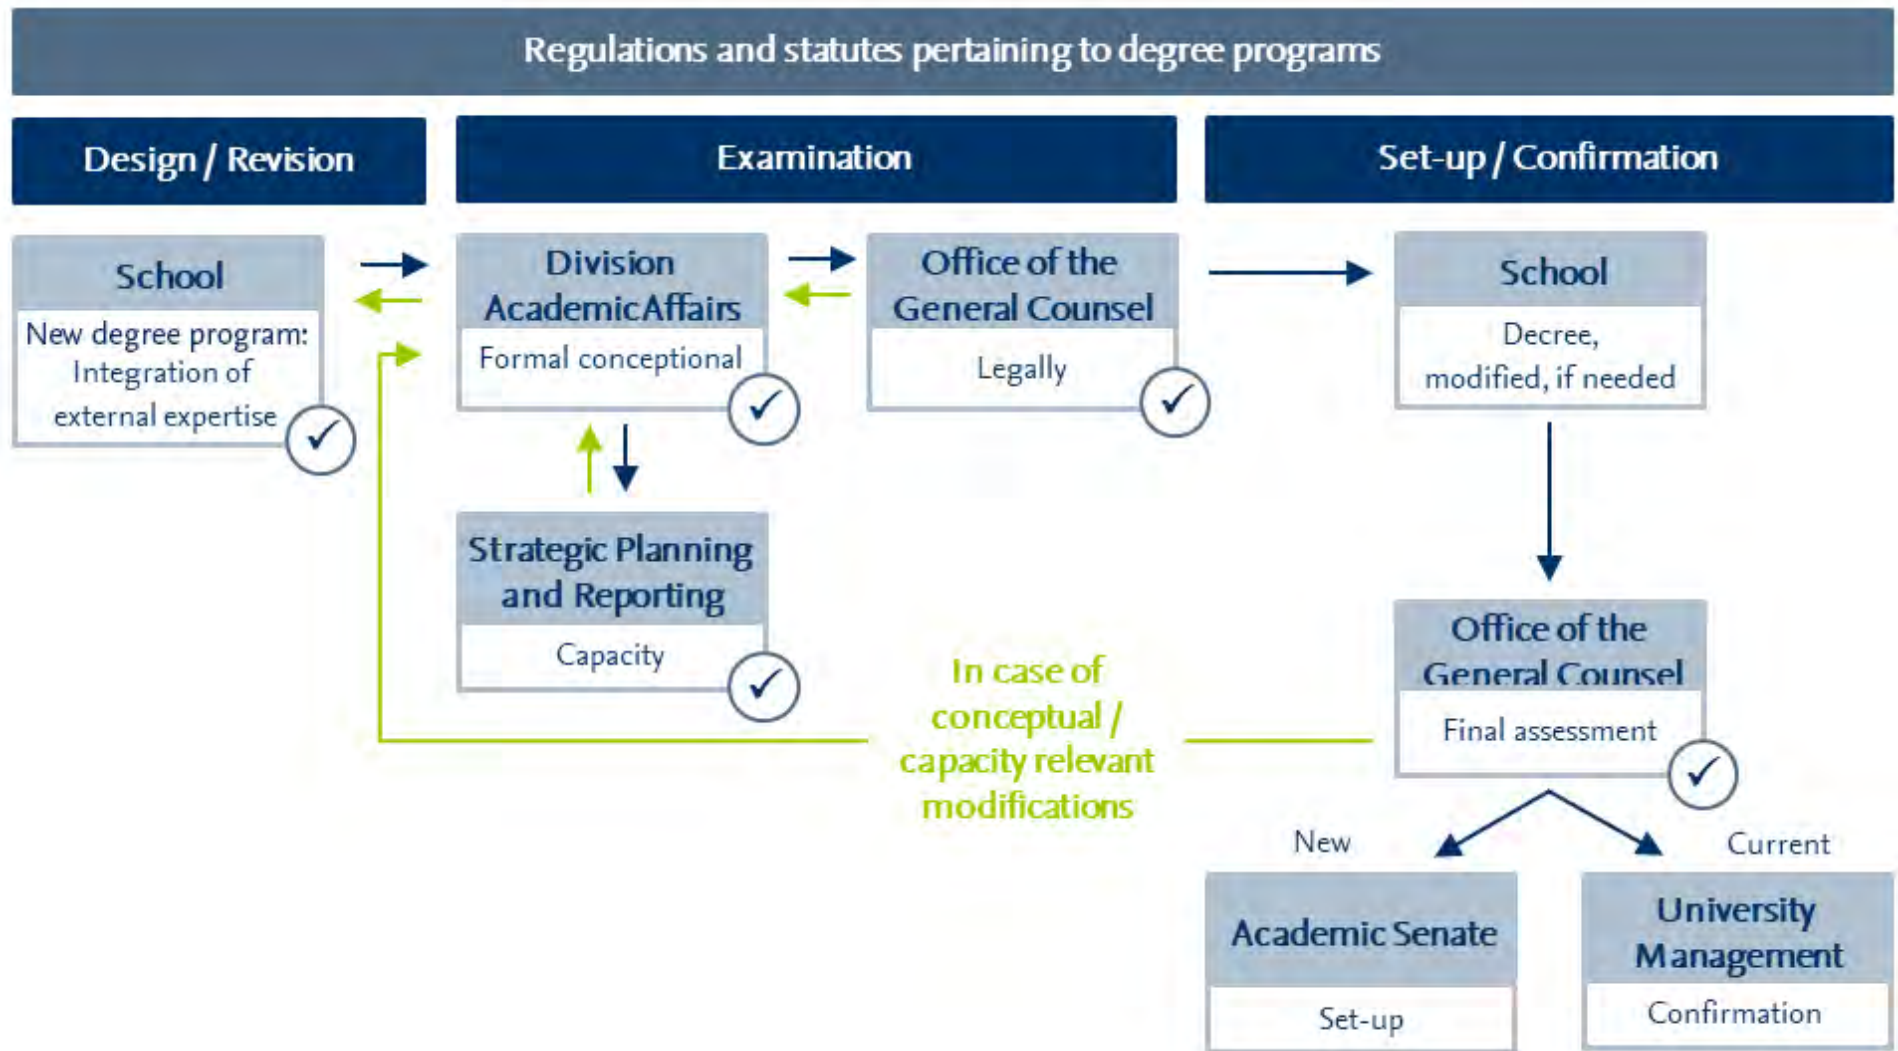 Regulations and statutes pertaining to degree programs
Design / Revision
Examination
Set-up / Confirmation
School
New degree program:
Integration of
external expertise
Division
Academic Affairs
Formal conceptional
Office of the
General Counsel
Legally
School
Decree,
modified, if needed
Strategic Planning
and Reporting
Capacity
In case of
conceptual /
capacity relevant
modifications
Office of the
General Counsel
Final assessment
New
Current
Academic Senate
Set-up
University
Management
Confirmation